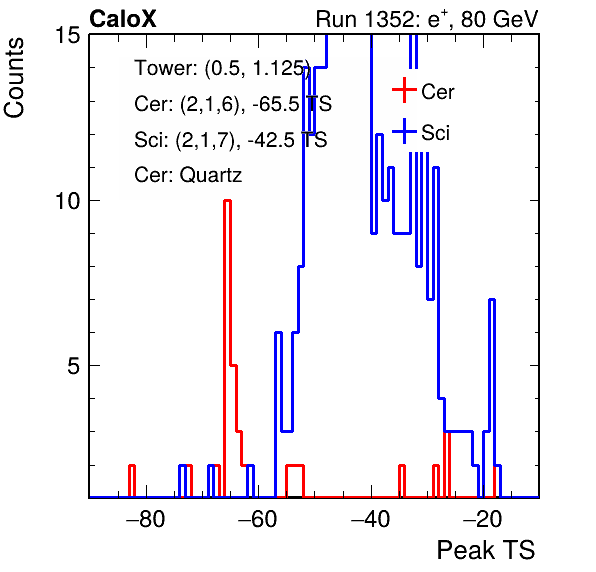 CaloX Run 1352: e⁺, 80 GeV
Counts
15
Tower: (0.5, 1.125)
Cer: (2,1,6), -65.5 TS
Sci: (2,1,7), -42.5 TS
Cer: Quartz
Cer
Sci
10
5
−80 −60 −40 −20
Peak TS